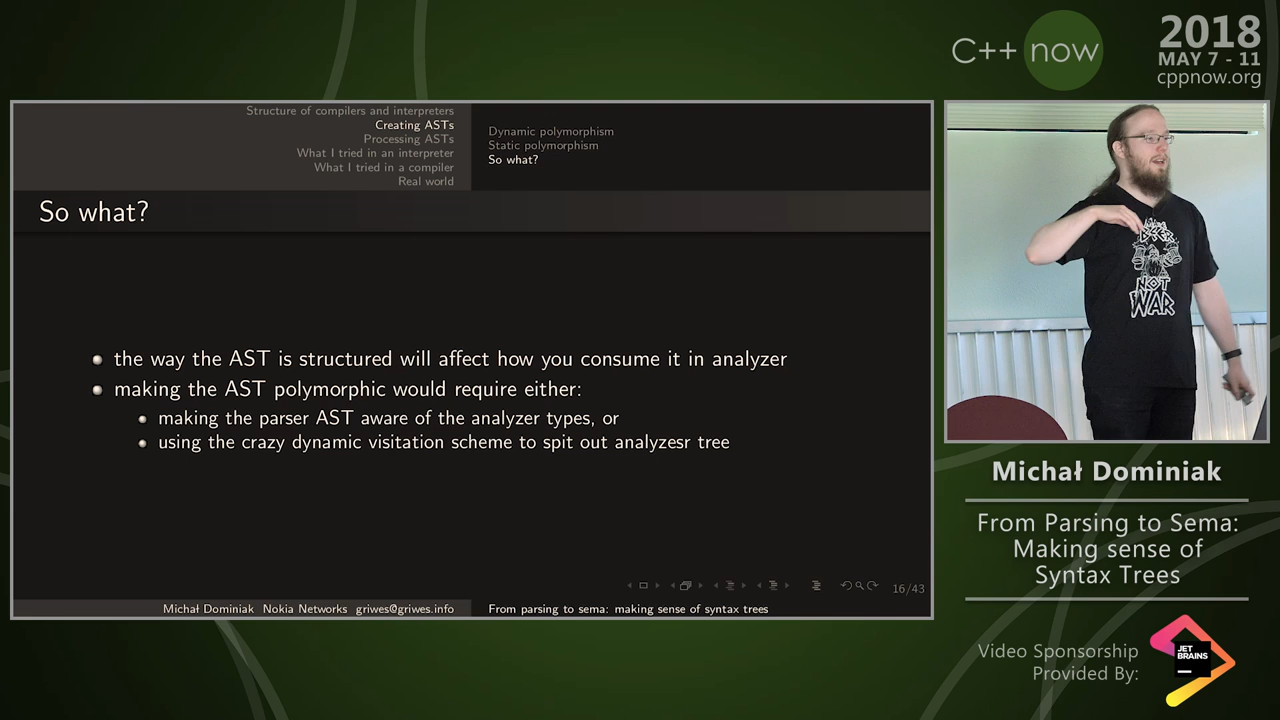 C++ now
2018
MAY 7 - 11
cppnow.org
Structure of compilers and interpreters
Creating ASTs
Processing ASTs
What I tried in an interpreter
What I tried in a compiler
Real world
Dynamic polymorphism
Static polymorphism
So what?
So what?
the way the AST is structured will affect how you consume it in analyzer
making the AST polymorphic would require either:
making the parser AST aware of the analyzer types, or
using the crazy dynamic visitation scheme to spit out analyzesr tree
16/43
Michał Dominiak Nokia Networks griwes@griwes.info
From parsing to sema: making sense of syntax trees
NOT
WAR
Michał Dominiak
From Parsing to Sema:
Making sense of
Syntax Trees
Video Sponsorship
Provided By:
JET
BRAINS